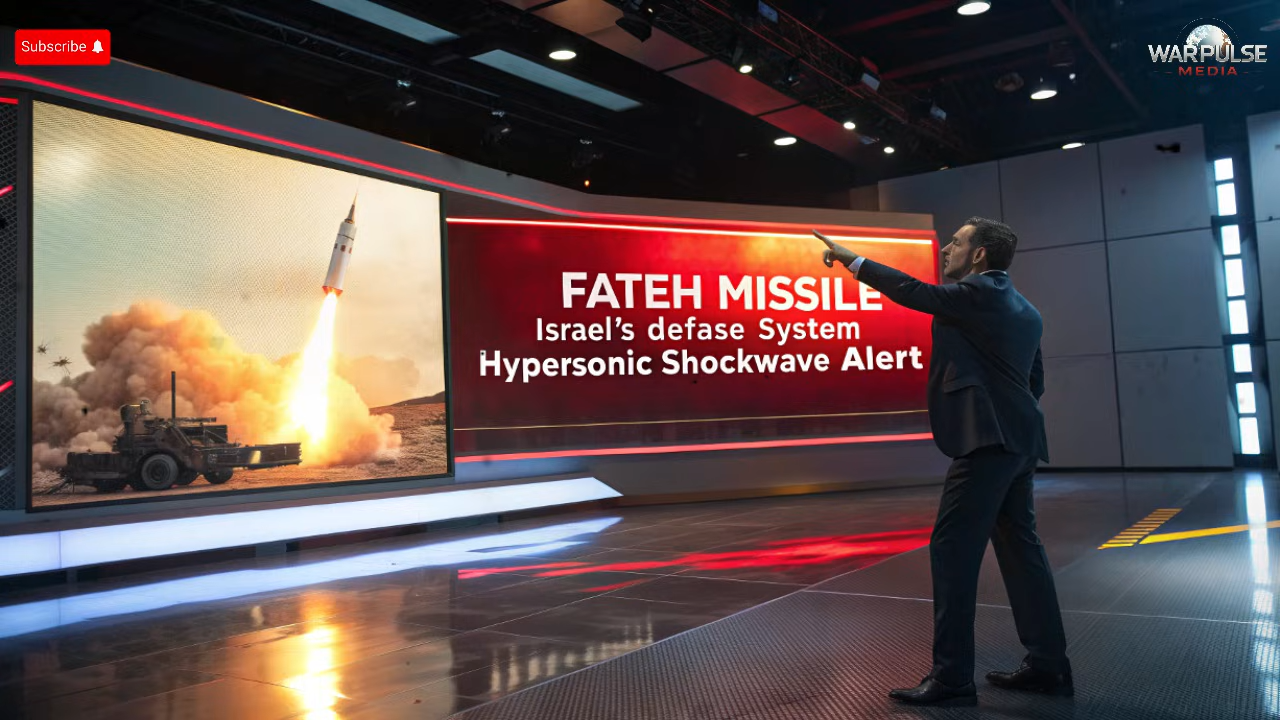 Subscribe
WARPULSE
MEDIA
FATEH MISSILE
Israel's defase System
Hypersonic Shockwave Alert